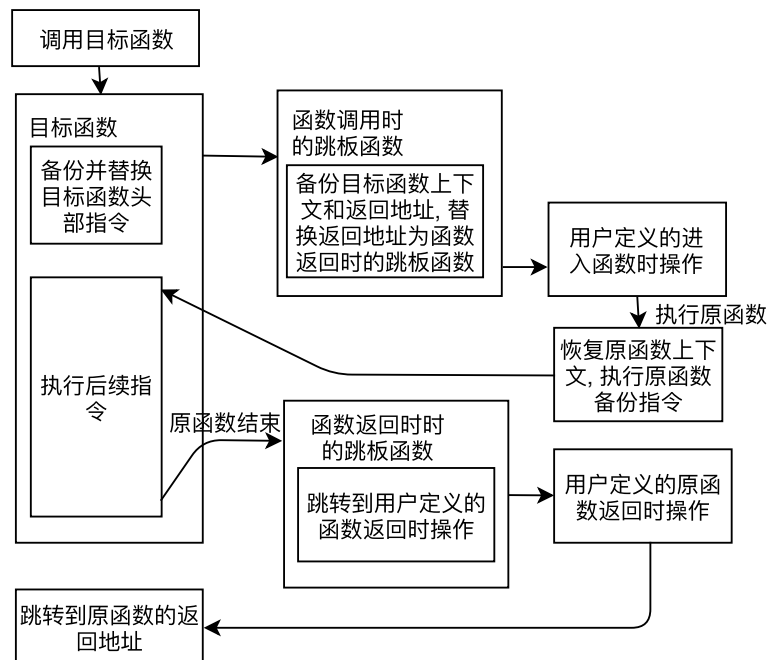 调用目标函数
目标函数
备份并替换
目标函数头
部指令
函数调用时
的跳板函数
备份目标函数上下
文和返回地址, 替
换返回地址为函数
返回时的跳板函数
用户定义的进
入函数时操作
执行原函数
恢复原函数上下
文, 执行原函数
备份指令
执行后续指
令
原函数结束
函数返回时时
的跳板函数
跳转到用户定义的
函数返回时操作
用户定义的原函
数返回时操作
跳转到原函数的返
回地址